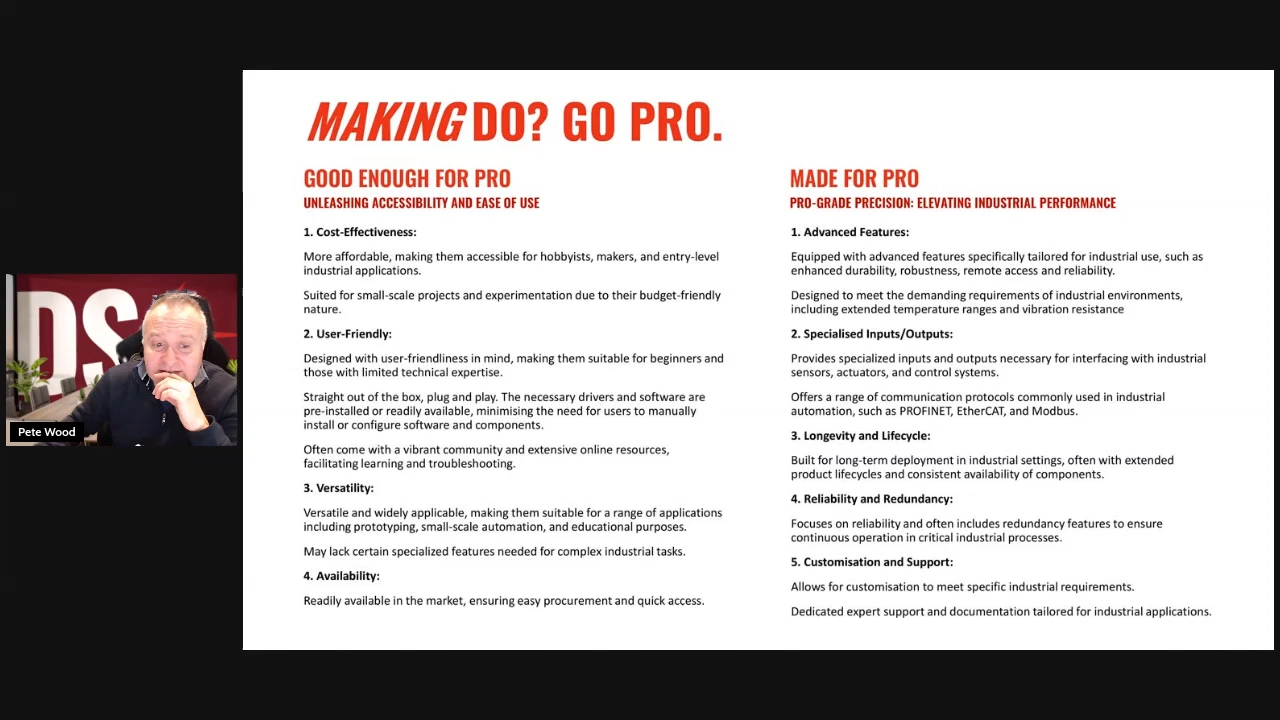 MAKING DO? GO PRO.
GOOD ENOUGH FOR PRO
UNLEASHING ACCESSIBILITY AND EASE OF USE
1. Cost-Effectiveness:
More affordable, making them accessible for hobbyists, makers, and entry-level
industrial applications.
Suited for small-scale projects and experimentation due to their budget-friendly
nature.
2. User-Friendly:
Designed with user-friendliness in mind, making them suitable for beginners and
those with limited technical expertise.
Straight out of the box, plug and play. The necessary drivers and software are
pre-installed or readily available, minimising the need for users to manually
install or configure software and components.
Often come with a vibrant community and extensive online resources,
facilitating learning and troubleshooting.
3. Versatility:
Versatile and widely applicable, making them suitable for a range of applications
including prototyping, small-scale automation, and educational purposes.
May lack certain specialized features needed for complex industrial tasks.
4. Availability:
Readily available in the market, ensuring easy procurement and quick access.
MADE FOR PRO
PRO-GRADE PRECISION: ELEVATING INDUSTRIAL PERFORMANCE
1. Advanced Features:
Equipped with advanced features specifically tailored for industrial use, such as
enhanced durability, robustness, remote access and reliability.
Designed to meet the demanding requirements of industrial environments,
including extended temperature ranges and vibration resistance
2. Specialised Inputs/Outputs:
Provides specialized inputs and outputs necessary for interfacing with industrial
sensors, actuators, and control systems.
Offers a range of communication protocols commonly used in industrial
automation, such as PROFINET, EtherCAT, and Modbus.
3. Longevity and Lifecycle:
Built for long-term deployment in industrial settings, often with extended
product lifecycles and consistent availability of components.
4. Reliability and Redundancy:
Focuses on reliability and often includes redundancy features to ensure
continuous operation in critical industrial processes.
5. Customisation and Support:
Allows for customisation to meet specific industrial requirements.
Dedicated expert support and documentation tailored for industrial applications.
DS
Pete Wood